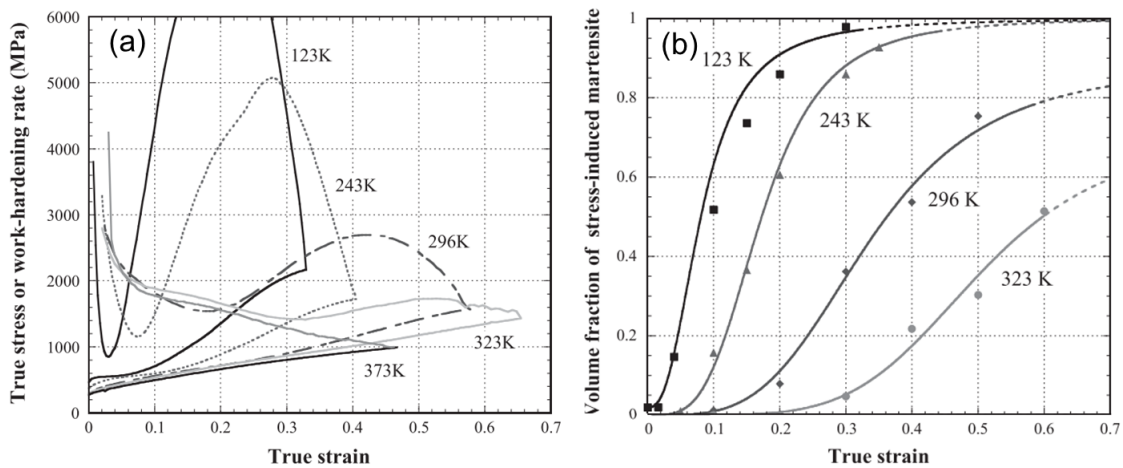 (a)
True stress or work-hardening rate (MPa)
6000
5000
4000
3000
2000
1000
0
123K
243K
296K
323K
373K
0 0.1 0.2 0.3 0.4 0.5 0.6 0.7
True strain
(b)
Volume fraction of stress-induced martensite
1
0.8
0.6
0.4
0.2
0
123 K
243 K
296 K
323 K
0 0.1 0.2 0.3 0.4 0.5 0.6 0.7
True strain